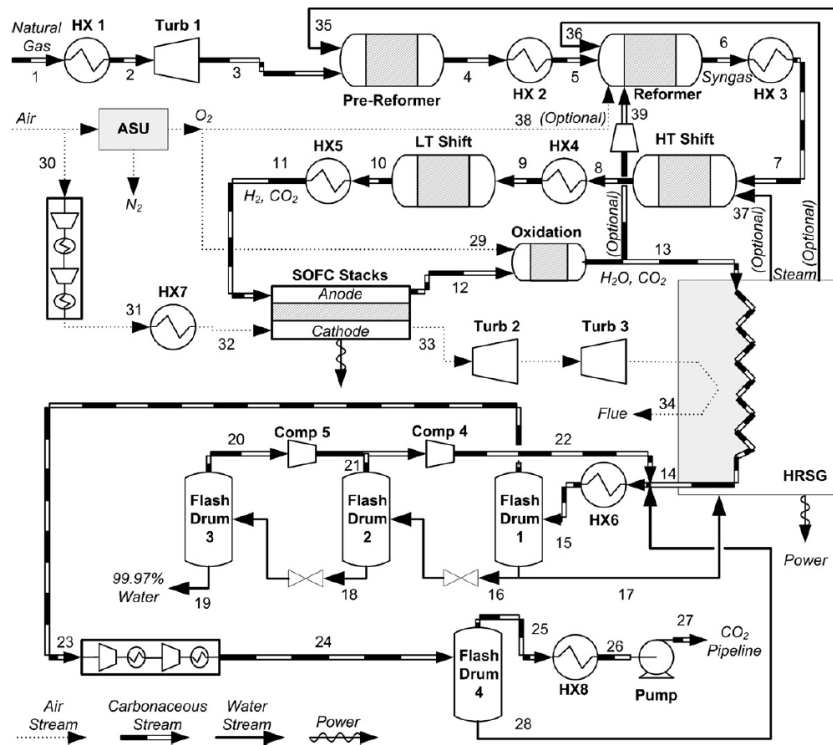 Natural
Gas
1
HX 1
2
Turb 1
3
35
Pre-Reformer
4
HX 2
5
36
Reformer
6
Syngas
HX 3
Air
ASU
O2
38
(Optional)
39
30
N2
11
H2, CO2
HX5
10
LT Shift
9
HX4
8
HT Shift
7
37
(Optional)
(Optional)
(Optional)
Steam
29
Oxidation
13
H2O, CO2
12
SOFC Stacks
Anode
Cathode
HX7
31
32
33
Turb 2
Turb 3
Flue
34
HRSG
Power
20
Comp 5
21
Comp 4
22
14
Flash
Drum
3
Flash
Drum
2
Flash
Drum
1
HX6
15
99.97%
Water
19
18
16
17
23
24
Flash
Drum
4
25
HX8
26
Pump
27
CO2
Pipeline
28
Air
Stream
Carbonaceous
Stream
Water
Stream
Power